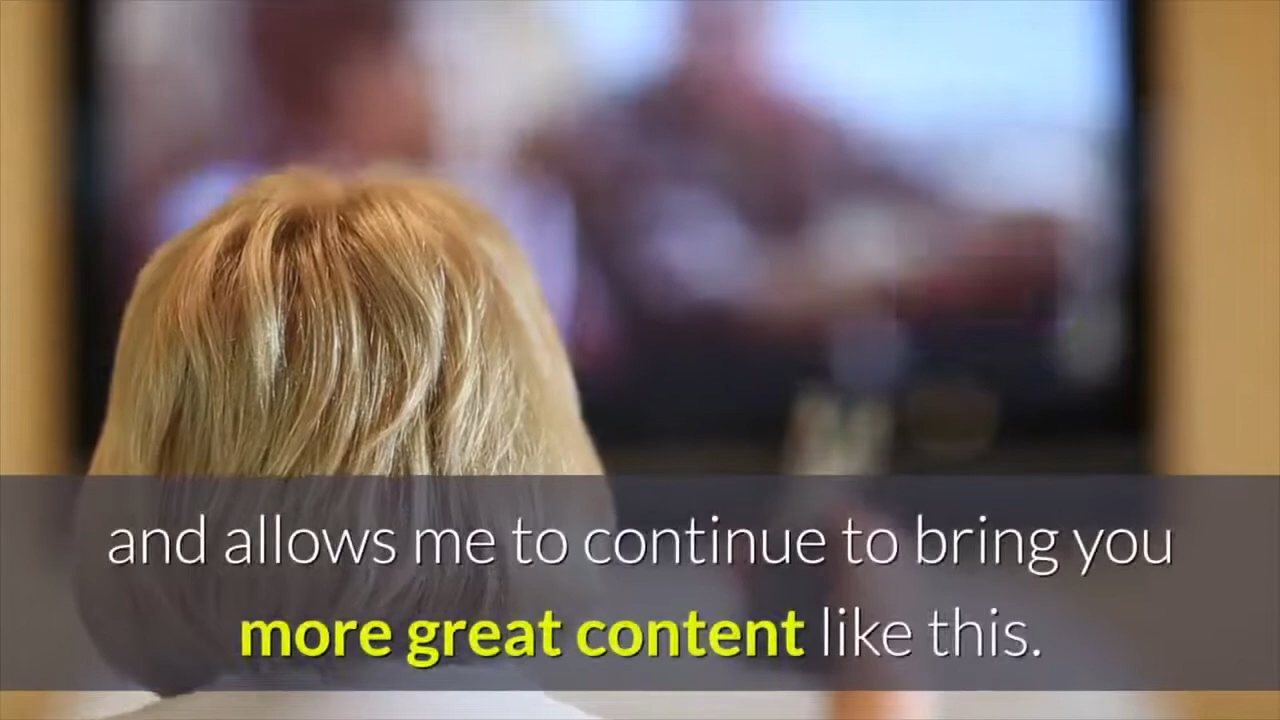 and allows me to continue to bring you
more great content like this.